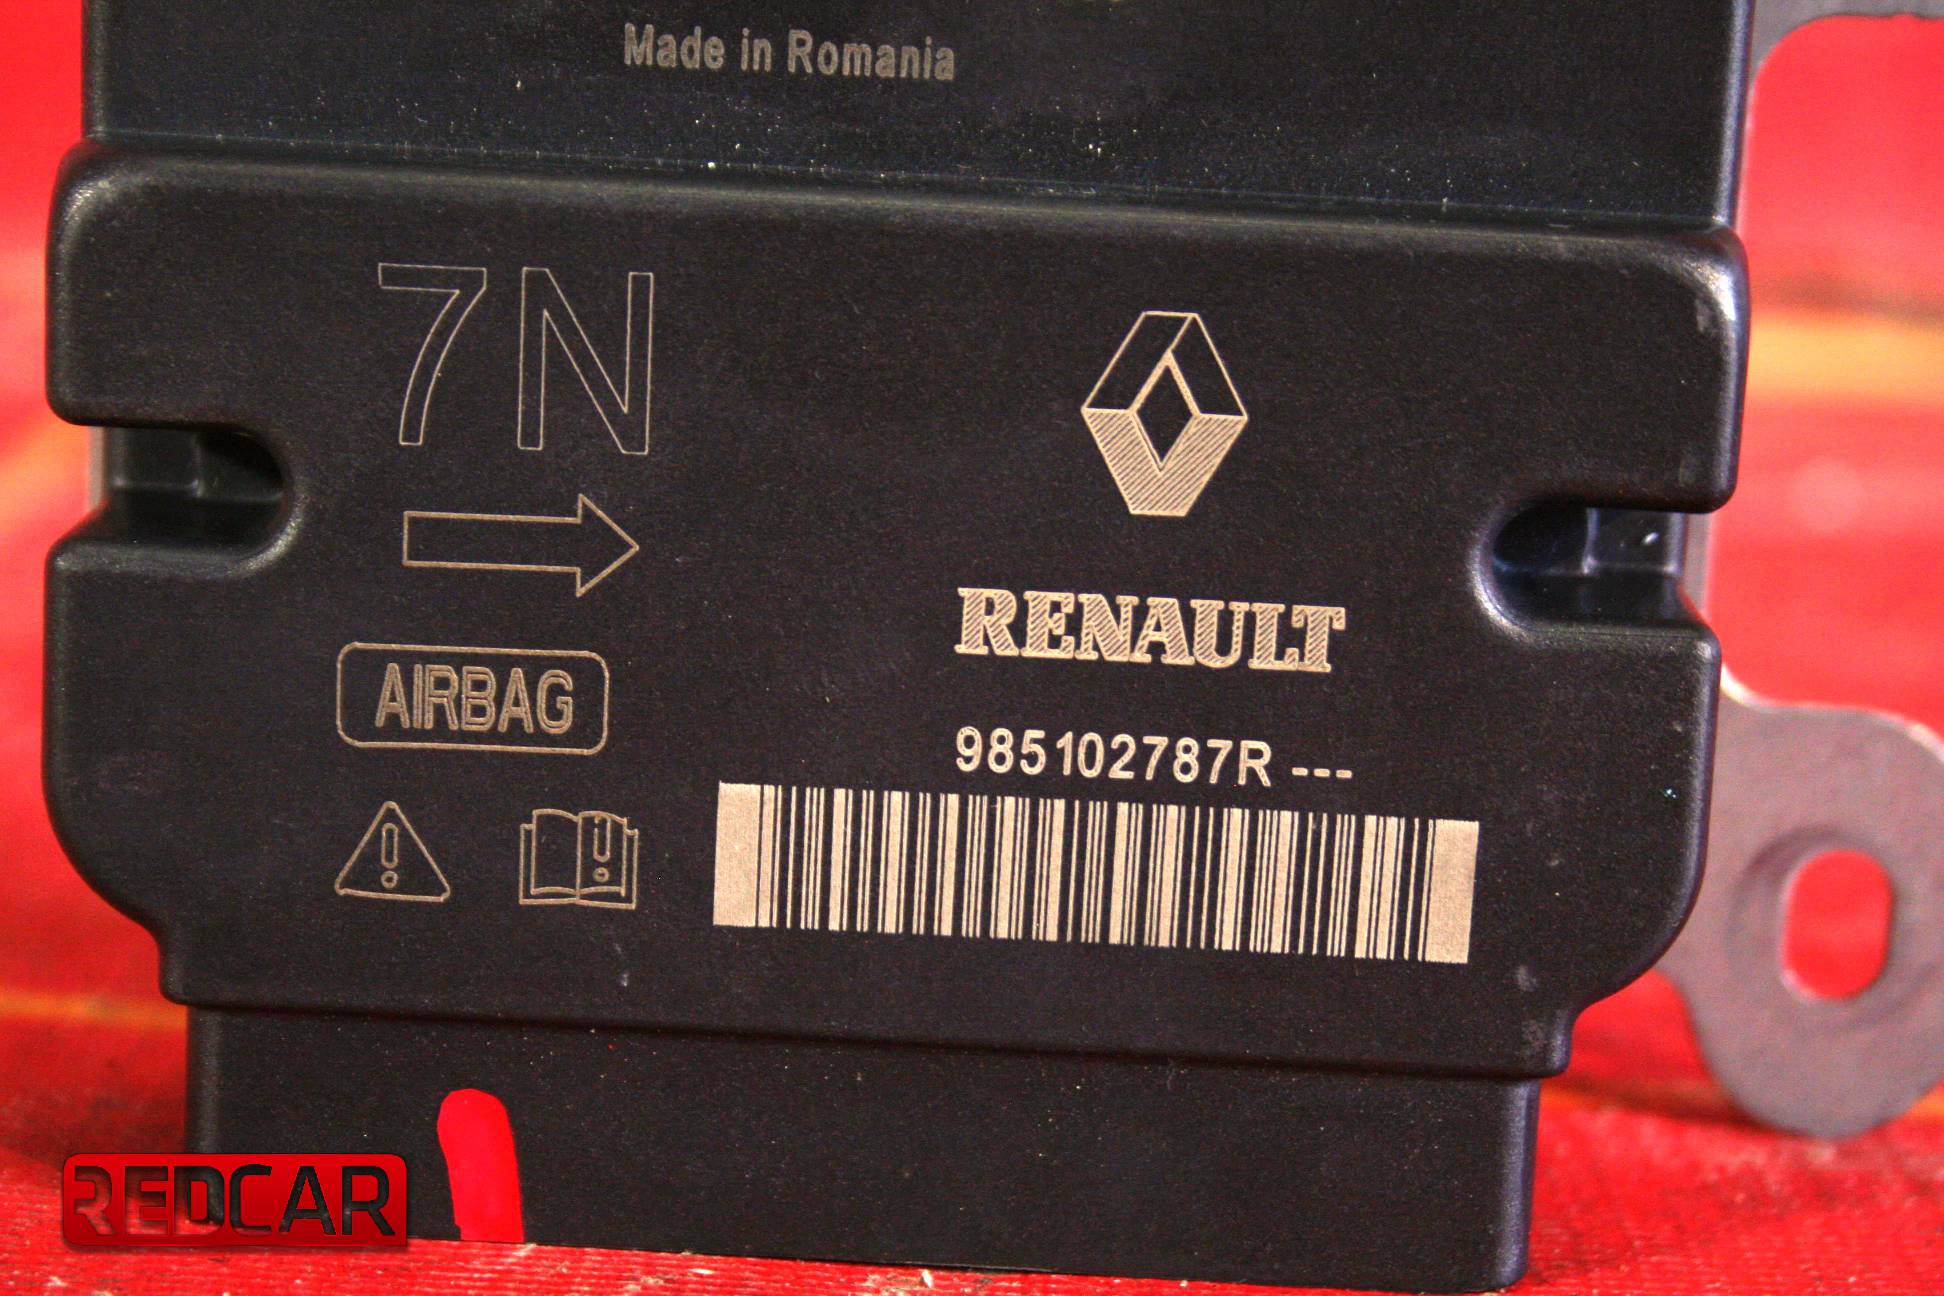 Made in Romania
7N
RENAULT
AIRBAG
985102787R ---
REDCAR